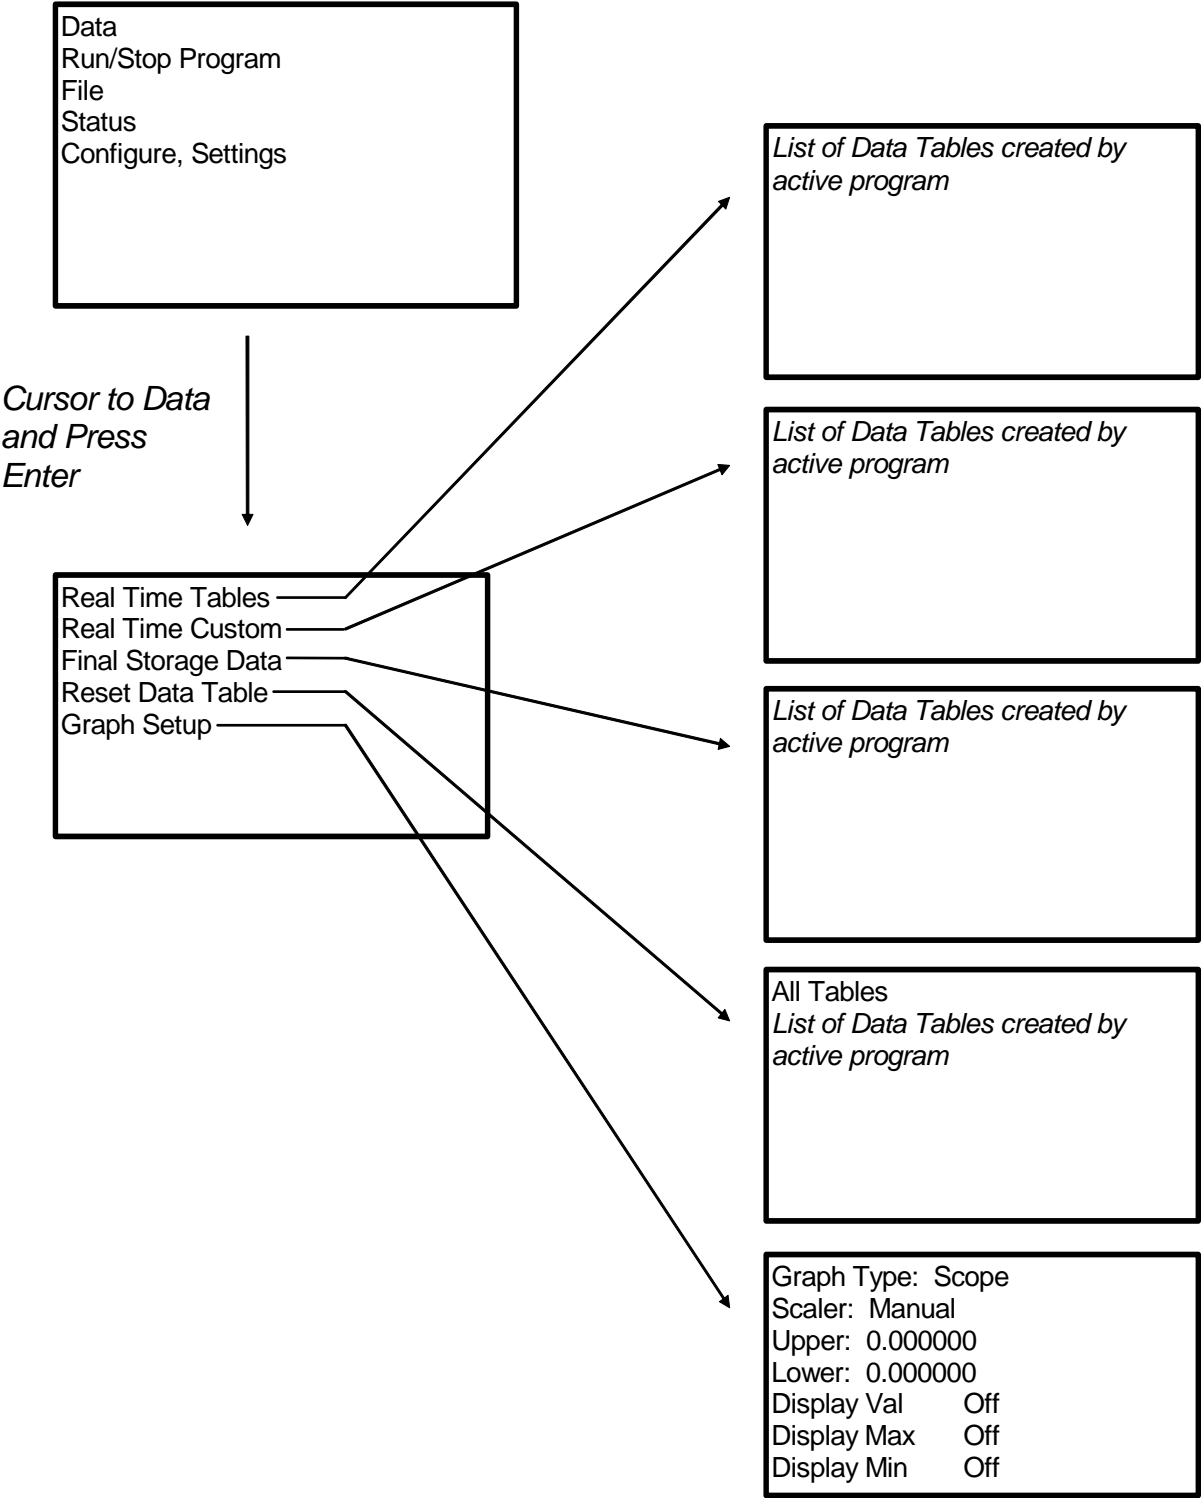 Data
Run/Stop Program
File
Status
Configure, Settings
Cursor to Data
and Press
Enter
Real Time Tables
Real Time Custom
Final Storage Data
Reset Data Table
Graph Setup
List of Data Tables created by
active program
List of Data Tables created by
active program
List of Data Tables created by
active program
All Tables
List of Data Tables created by
active program
Graph Type: Scope
Scaler: Manual
Upper: 0.000000
Lower: 0.000000
Display Val Off
Display Max Off
Display Min Off